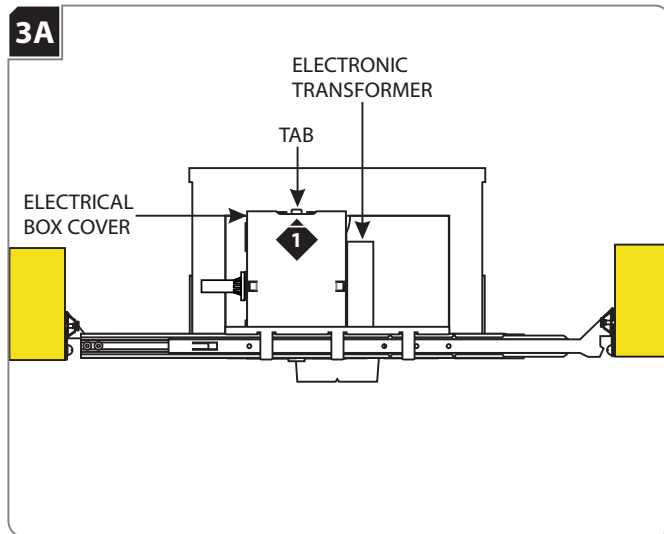 3A
ELECTRONIC
TRANSFORMER
TAB
ELECTRICAL
BOX COVER
1